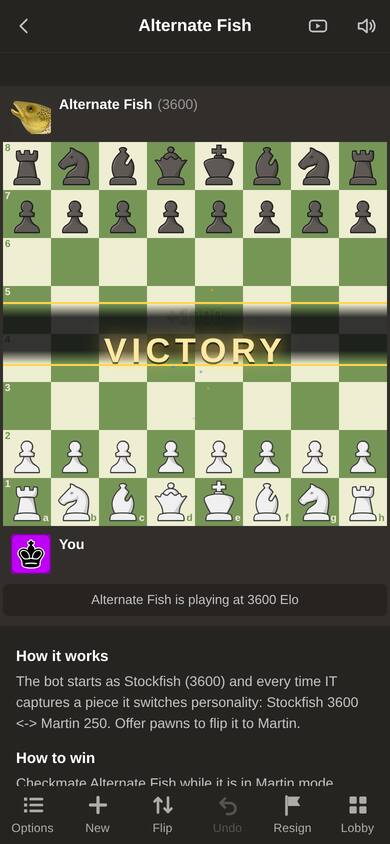 Alternate Fish
Alternate Fish (3600)
8
7
6
5
4
VICTORY
3
2
1
a b c d e f g h
You
Alternate Fish is playing at 3600 Elo
How it works
The bot starts as Stockfish (3600) and every time IT
captures a piece it switches personality: Stockfish 3600
<-> Martin 250. Offer pawns to flip it to Martin.
How to win
Checkmate Alternate Fish while it is in Martin mode
Options New Flip Undo Resign Lobby